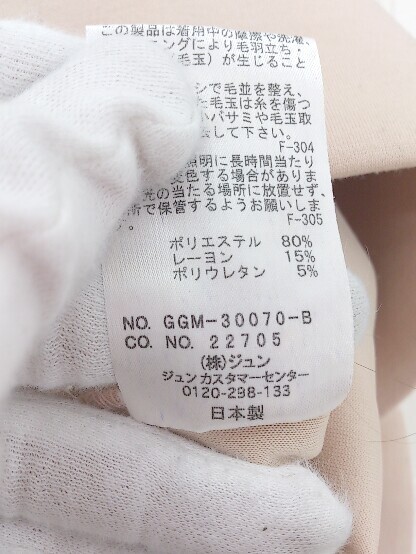 この製品は着用中の摩擦や洗濯、
ングにより毛羽立ち・
毛玉)が生じること
シで毛並を整え、
た毛玉は糸を傷つ
バサミや毛玉取
して下さい。
F-304
照明に長時間当たり
変色する場合がありま
光の当たる場所に放置せず、
所で保管するようお願いしま
す。
F-305
ポリエステル 80%
レーヨン 15%
ポリウレタン 5%
NO. GGM-30070-B
CO. NO. 22705
(株)ジュン
ジュンカスタマーセンター
0120-298-133
日本製